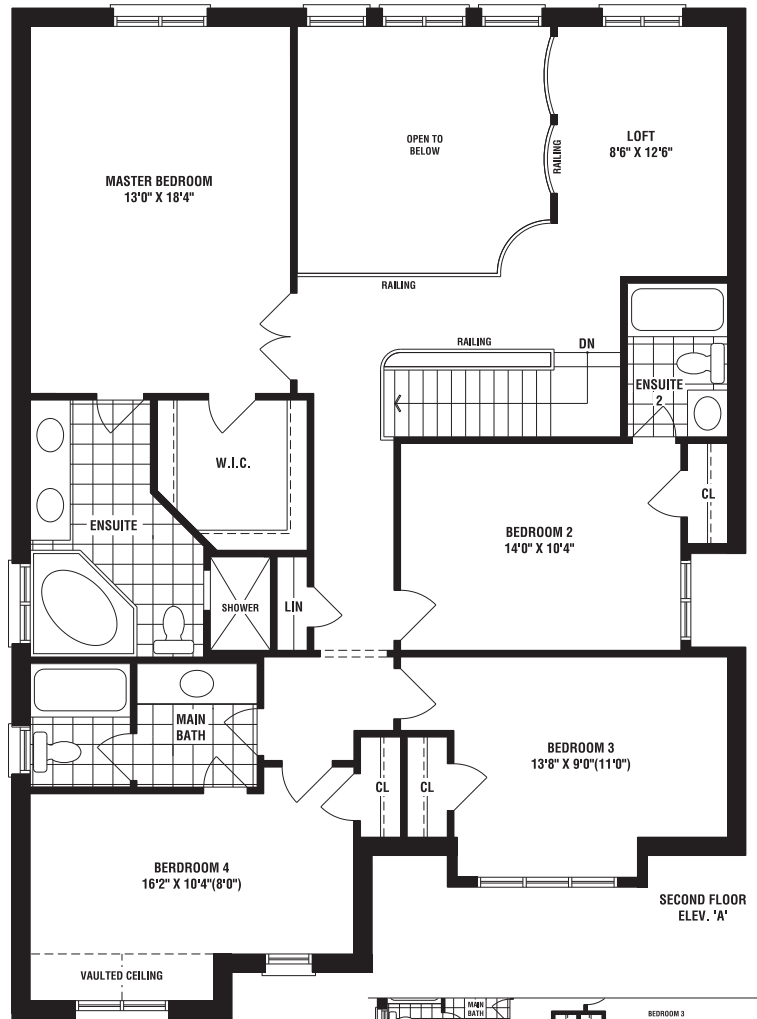 MASTER BEDROOM
13'0" X 18'4"
OPEN TO
BELOW
RAILING
LOFT
8'6" X 12'6"
RAILING
RAILING
DN
ENSUITE
2
W.I.C.
ENSUITE
CL
BEDROOM 2
14'0" X 10'4"
SHOWER
LIN
MAIN
BATH
BEDROOM 3
13'8" X 9'0"(11'0")
CL
CL
BERDROOM 4
16'2" X 10'4"(8'0")
SECOND FLOOR
ELEV. 'A'
VAULTED CEILING
MAIN
BATH
BEDROOM 3